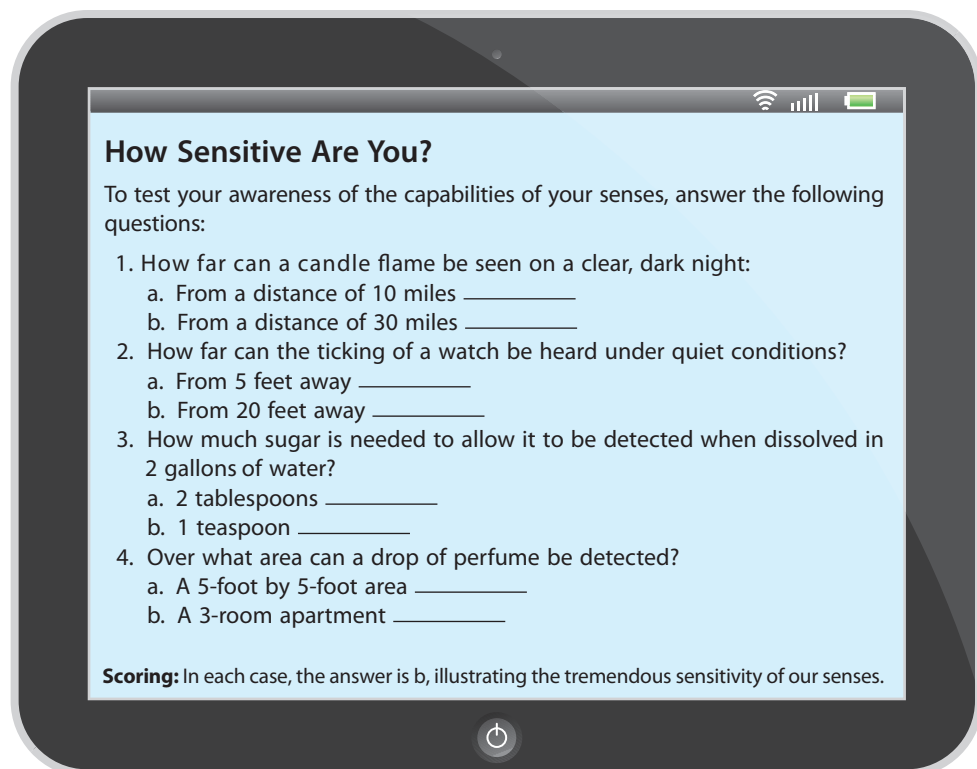 How Sensitive Are You?
To test your awareness of the capabilities of your senses, answer the following
questions:
1. How far can a candle flame be seen on a clear, dark night:
a. From a distance of 10 miles
b. From a distance of 30 miles
2. How far can the ticking of a watch be heard under quiet conditions?
a. From 5 feet away
b. From 20 feet away
3. How much sugar is needed to allow it to be detected when dissolved in
2 gallons of water?
a. 2 tablespoons
b. 1 teaspoon
4. Over what area can a drop of perfume be detected?
a. A 5-foot by 5-foot area
b. A 3-room apartment
Scoring: In each case, the answer is b, illustrating the tremendous sensitivity of our senses.